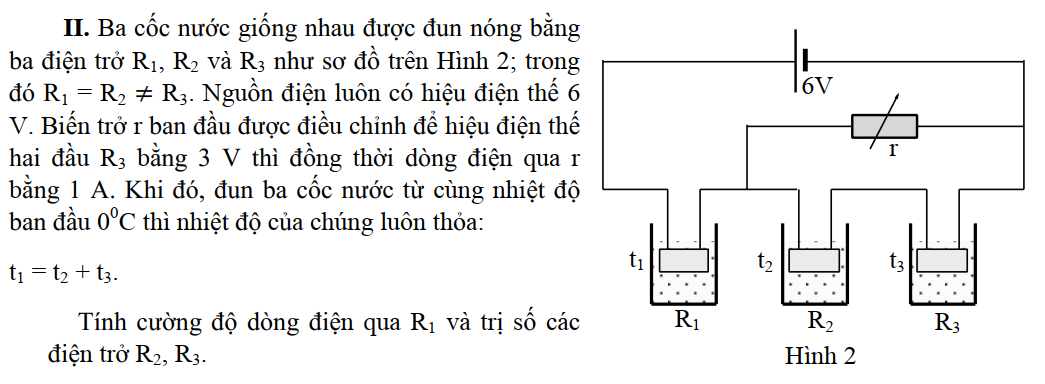 II. Ba cốc nước giống nhau được đun nóng bằng
ba điện trở R₁, R₂ và R₃ như sơ đồ trên Hình 2; trong
đó R₁ = R₂ ≠ R₃. Nguồn điện luôn có hiệu điện thế 6
V. Biến trở r ban đầu được điều chỉnh để hiệu điện thế
hai đầu R₃ bằng 3 V thì đồng thời dòng điện qua r
bằng 1 A. Khi đó, đun ba cốc nước từ cùng nhiệt độ
ban đầu 0⁰C thì nhiệt độ của chúng luôn thỏa:
t₁ = t₂ + t₃.
Tính cường độ dòng điện qua R₁ và trị số các
điện trở R₂, R₃.
6V
r
t₁ t₂ t₃
R₁ R₂ R₃
Hình 2